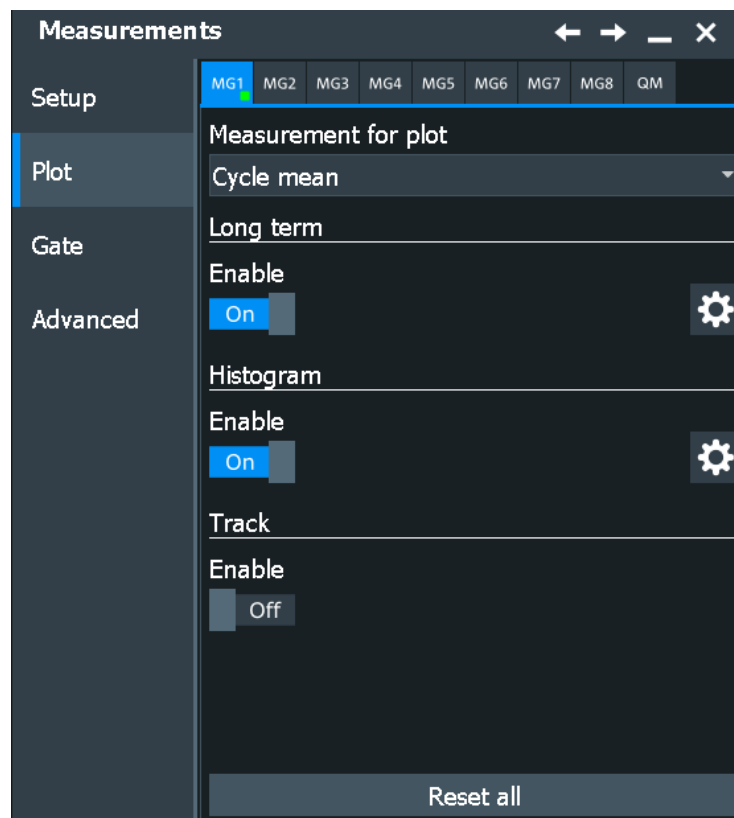 Measurements
Setup
Plot
Gate
Advanced
MG1 MG2 MG3 MG4 MG5 MG6 MG7 MG8 QM
Measurement for plot
Cycle mean
Long term
Enable
On
Histogram
Enable
On
Track
Enable
Off
Reset all